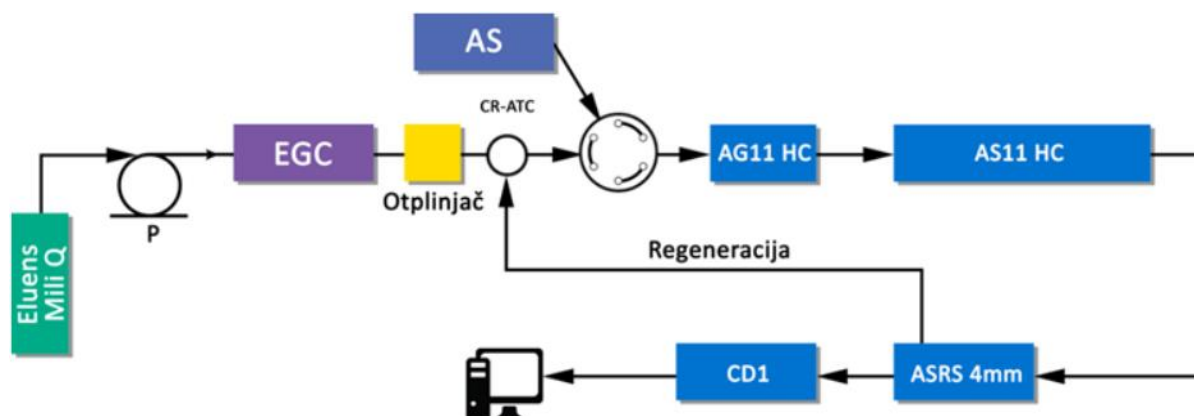 AS
CR-ATC
EGC
Otplinjač
AG11 HC
AS11 HC
P
Eluens
Mili Q
Regeneracija
CD1
ASRS 4mm